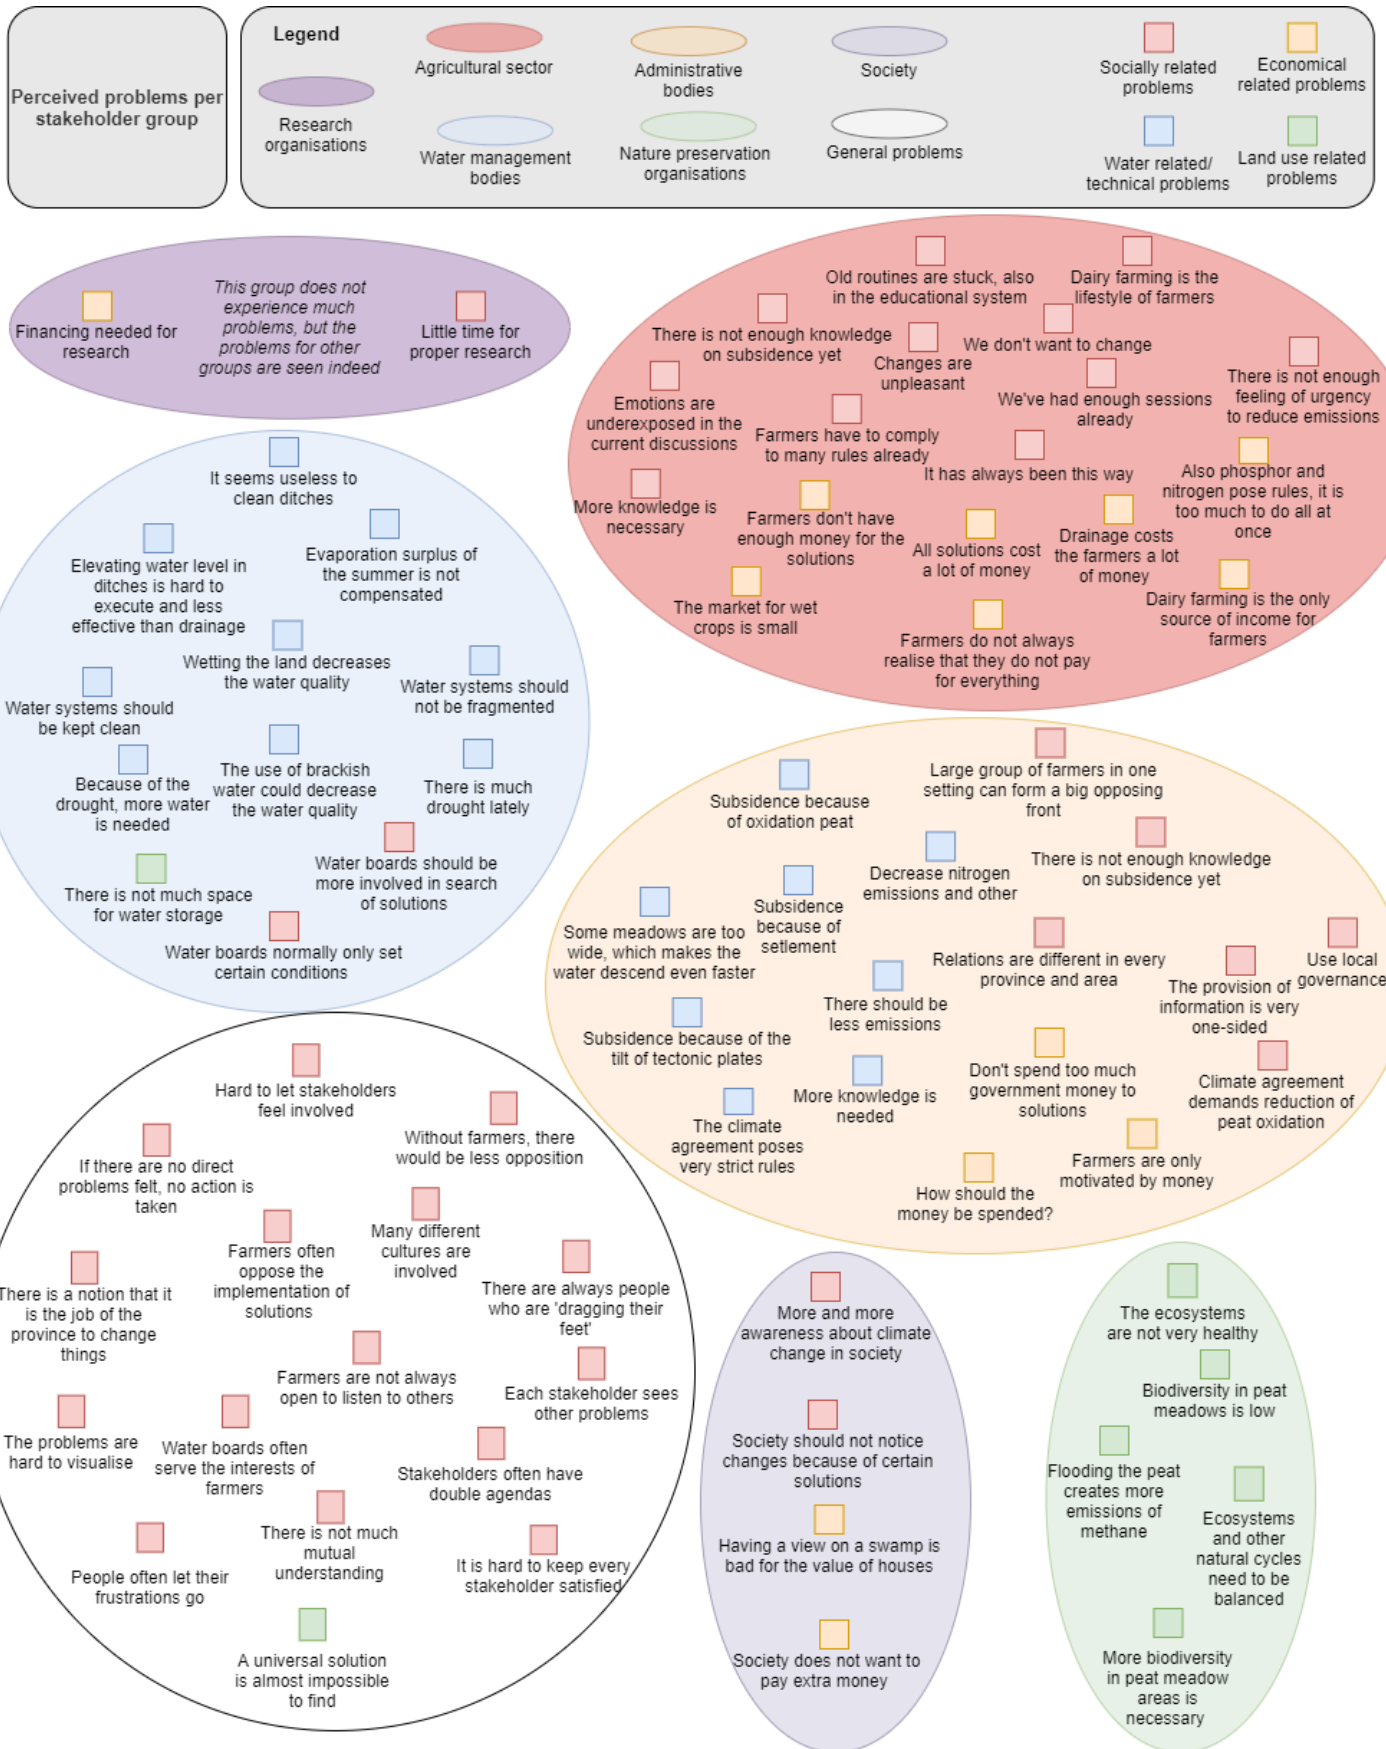 Perceived problems per
stakeholder group
Legend
Research
organisations
Agricultural sector
Water management
bodies
Administrative
bodies
Nature preservation
organisations
Society
General problems
Socially related
problems
Economical
related problems
Water related/
technical problems
Land use related
problems
Financing needed for
research
This group does not
experience much
problems, but the
problems for other
groups are seen indeed
Little time for
proper research
Old routines are stuck, also
in the educational system
Dairy farming is the
lifestyle of farmers
There is not enough knowledge
on subsidence yet
Changes are
unpleasant
We don't want to change
There is not enough
feeling of urgency
to reduce emissions
Emotions are
underexposed in the
current discussions
Farmers have to comply
to many rules already
We've had enough sessions
already
It has always been this way
Also phosphor and
nitrogen pose rules, it is
too much to do all at
once
More knowledge is
necessary
Farmers don't have
enough money for the
solutions
All solutions cost
a lot of money
Drainage costs
the farmers a lot
of money
The market for wet
crops is small
Farmers do not always
realise that they do not pay
for everything
Dairy farming is the only
source of income for
farmers
It seems useless to
clean ditches
Elevating water level in
ditches is hard to
execute and less
effective than drainage
Evaporation surplus of
the summer is not
compensated
Wetting the land decreases
the water quality
Water systems should
not be fragmented
Water systems should
be kept clean
Because of the
drought, more water
is needed
The use of brackish
water could decrease
the water quality
There is much
drought lately
There is not much space
for water storage
Water boards should be
more involved in search
of solutions
Water boards normally only set
certain conditions
Large group of farmers in one
setting can form a big opposing
front
Subsidence because
of oxidation peat
There is not enough knowledge
on subsidence yet
Decrease nitrogen
emissions and other
Subsidence
because of
setlement
Some meadows are too
wide, which makes the
water descend even faster
Relations are different in every
province and area
Use local
governance
The provision of
information is very
one-sided
There should be
less emissions
Subsidence because of the
tilt of tectonic plates
Don't spend too much
government money to
solutions
Climate agreement
demands reduction of
peat oxidation
More knowledge is
needed
The climate
agreement poses
very strict rules
Farmers are only
motivated by money
How should the
money be spended?
Hard to let stakeholders
feel involved
Without farmers, there
would be less opposition
If there are no direct
problems felt, no action is
taken
Many different
cultures are
involved
Farmers often
oppose the
implementation of
solutions
There are always people
who are 'dragging their
feet'
There is a notion that it
is the job of the
province to change
things
Farmers are not always
open to listen to others
Each stakeholder sees
other problems
The problems are
hard to visualise
Water boards often
serve the interests of
farmers
Stakeholders often have
double agendas
There is not much
mutual
understanding
People often let their
frustrations go
It is hard to keep every
stakeholder satisfied
A universal solution
is almost impossible
to find
More and more
awareness about climate
change in society
Society should not notice
changes because of certain
solutions
Having a view on a swamp is
bad for the value of houses
Society does not want to
pay extra money
The ecosystems
are not very healthy
Biodiversity in peat
meadows is low
Flooding the peat
creates more
emissions of
methane
Ecosystems
and other
natural cycles
need to be
balanced
More biodiversity
in peat meadow
areas is
necessary